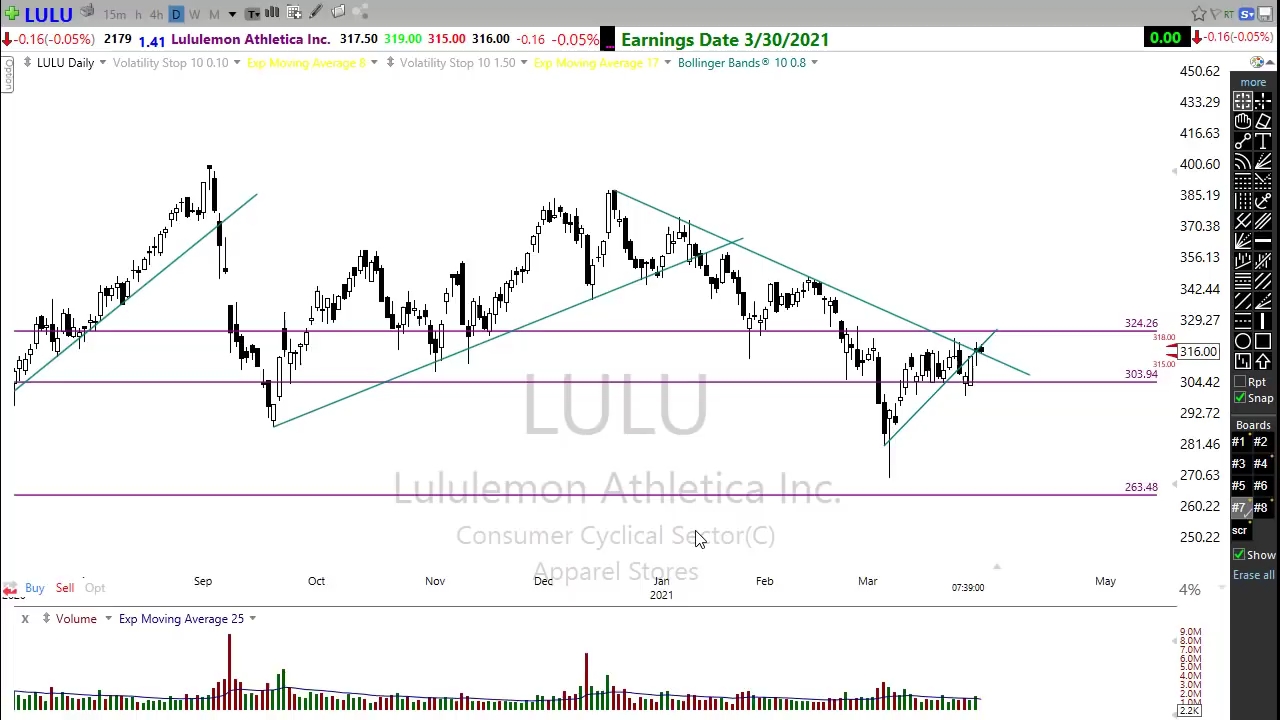 LULU 15m h 4h D W M T RT S
-0.16(-0.05%) 2179 1.41 Lululemon Athletica Inc. 317.50 319.00 315.00 316.00 -0.16 -0.05% ... Earnings Date 3/30/2021 0.00 -0.16(-0.05%)
Option LULU Daily Volatility Stop 10 0.10 Exp Moving Average 8 Volatility Stop 10 1.50 Exp Moving Average 17 Bollinger Bands® 10 0.8
450.62
433.29
416.63
400.60
385.19
370.38
356.13
342.44
329.27
324.26
318.00
316.00
315.00
303.94
304.42
292.72
281.46
270.63
263.48
260.22
250.22
LULU
Lululemon Athletica Inc.
Consumer Cyclical Sector(C)
Apparel Stores
more
T
Rpt
Snap
Boards
#1 #2
#3 #4
#5 #6
#7 #8
scr
Show
Erase all
Sep Oct Nov Dec Jan Feb Mar May
2021 07:39:00
Buy Sell Opt 4%
X Volume Exp Moving Average 25
9.0M
8.0M
7.0M
6.0M
5.0M
4.0M
3.0M
2.0M
2.2K